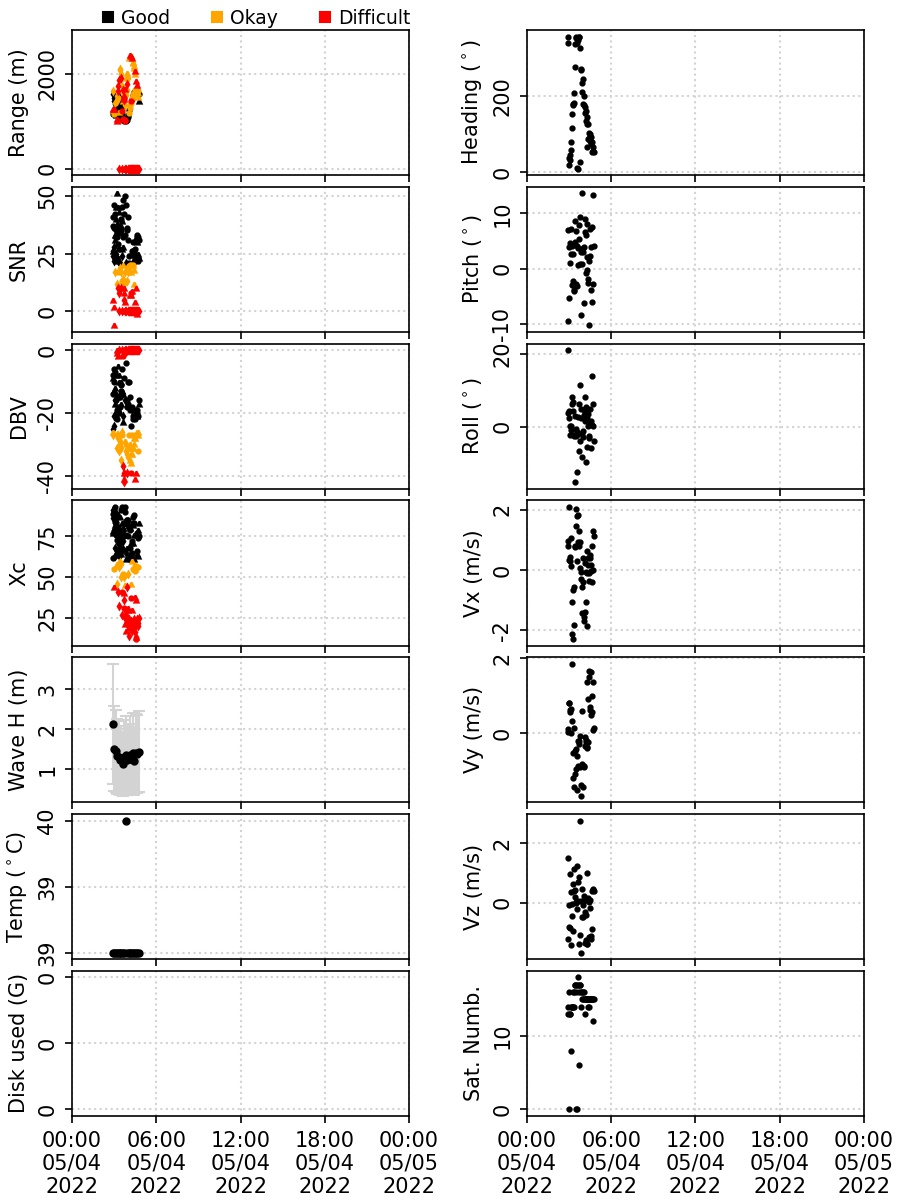 Good Okay Difficult
Range (m)
2000
0
SNR
50
25
0
DBV
0
-20
-40
Xc
75
50
25
Wave H (m)
3
2
1
Temp (°C)
40
39
39
Disk used (G)
0
0
0
00:00 06:00 12:00 18:00 00:00
05/04 05/04 05/04 05/04 05/05
2022 2022 2022 2022 2022
Heading (°)
200
0
Pitch (°)
10
0
-10
Roll (°)
20
0
Vx (m/s)
2
0
-2
Vy (m/s)
2
0
Vz (m/s)
2
0
Sat. Numb.
10
0
00:00 06:00 12:00 18:00 00:00
05/04 05/04 05/04 05/04 05/05
2022 2022 2022 2022 2022